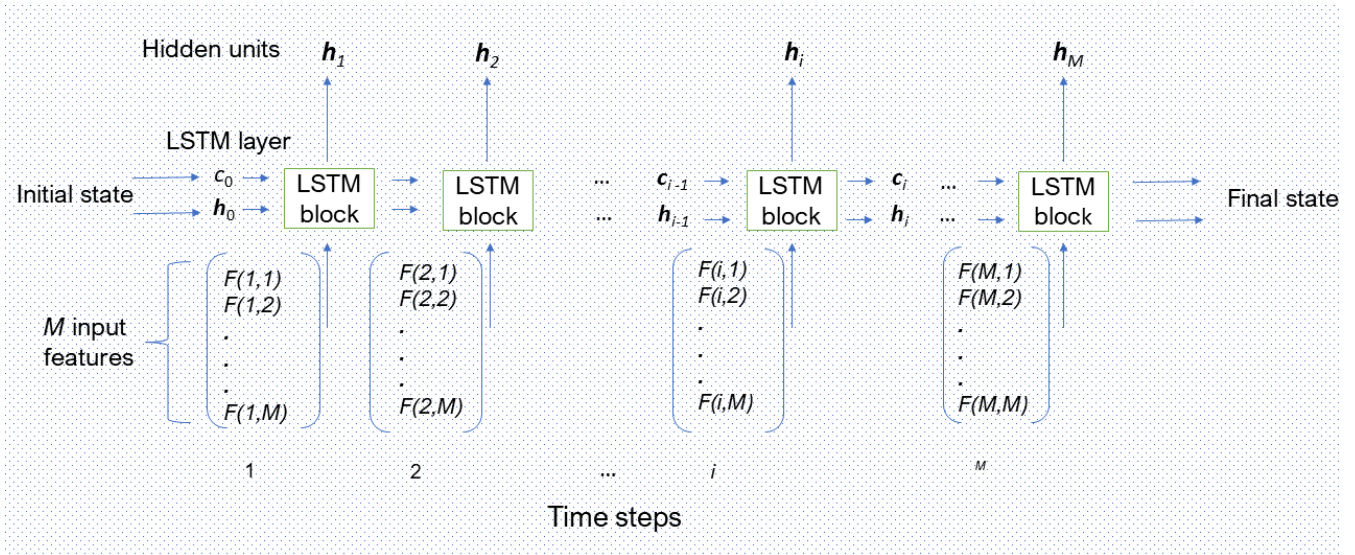 Hidden units h1 h2 hi hM
LSTM layer
Initial state
c0
h0
LSTM
block
LSTM
block
...
...
ci-1
hi-1
LSTM
block
ci
hi
...
...
LSTM
block
Final state
M input
features
F(1,1)
F(1,2)
.
.
.
F(1,M)
F(2,1)
F(2,2)
.
.
.
F(2,M)
F(i,1)
F(i,2)
.
.
.
F(i,M)
F(M,1)
F(M,2)
.
.
.
F(M,M)
1 2 ... i M
Time steps